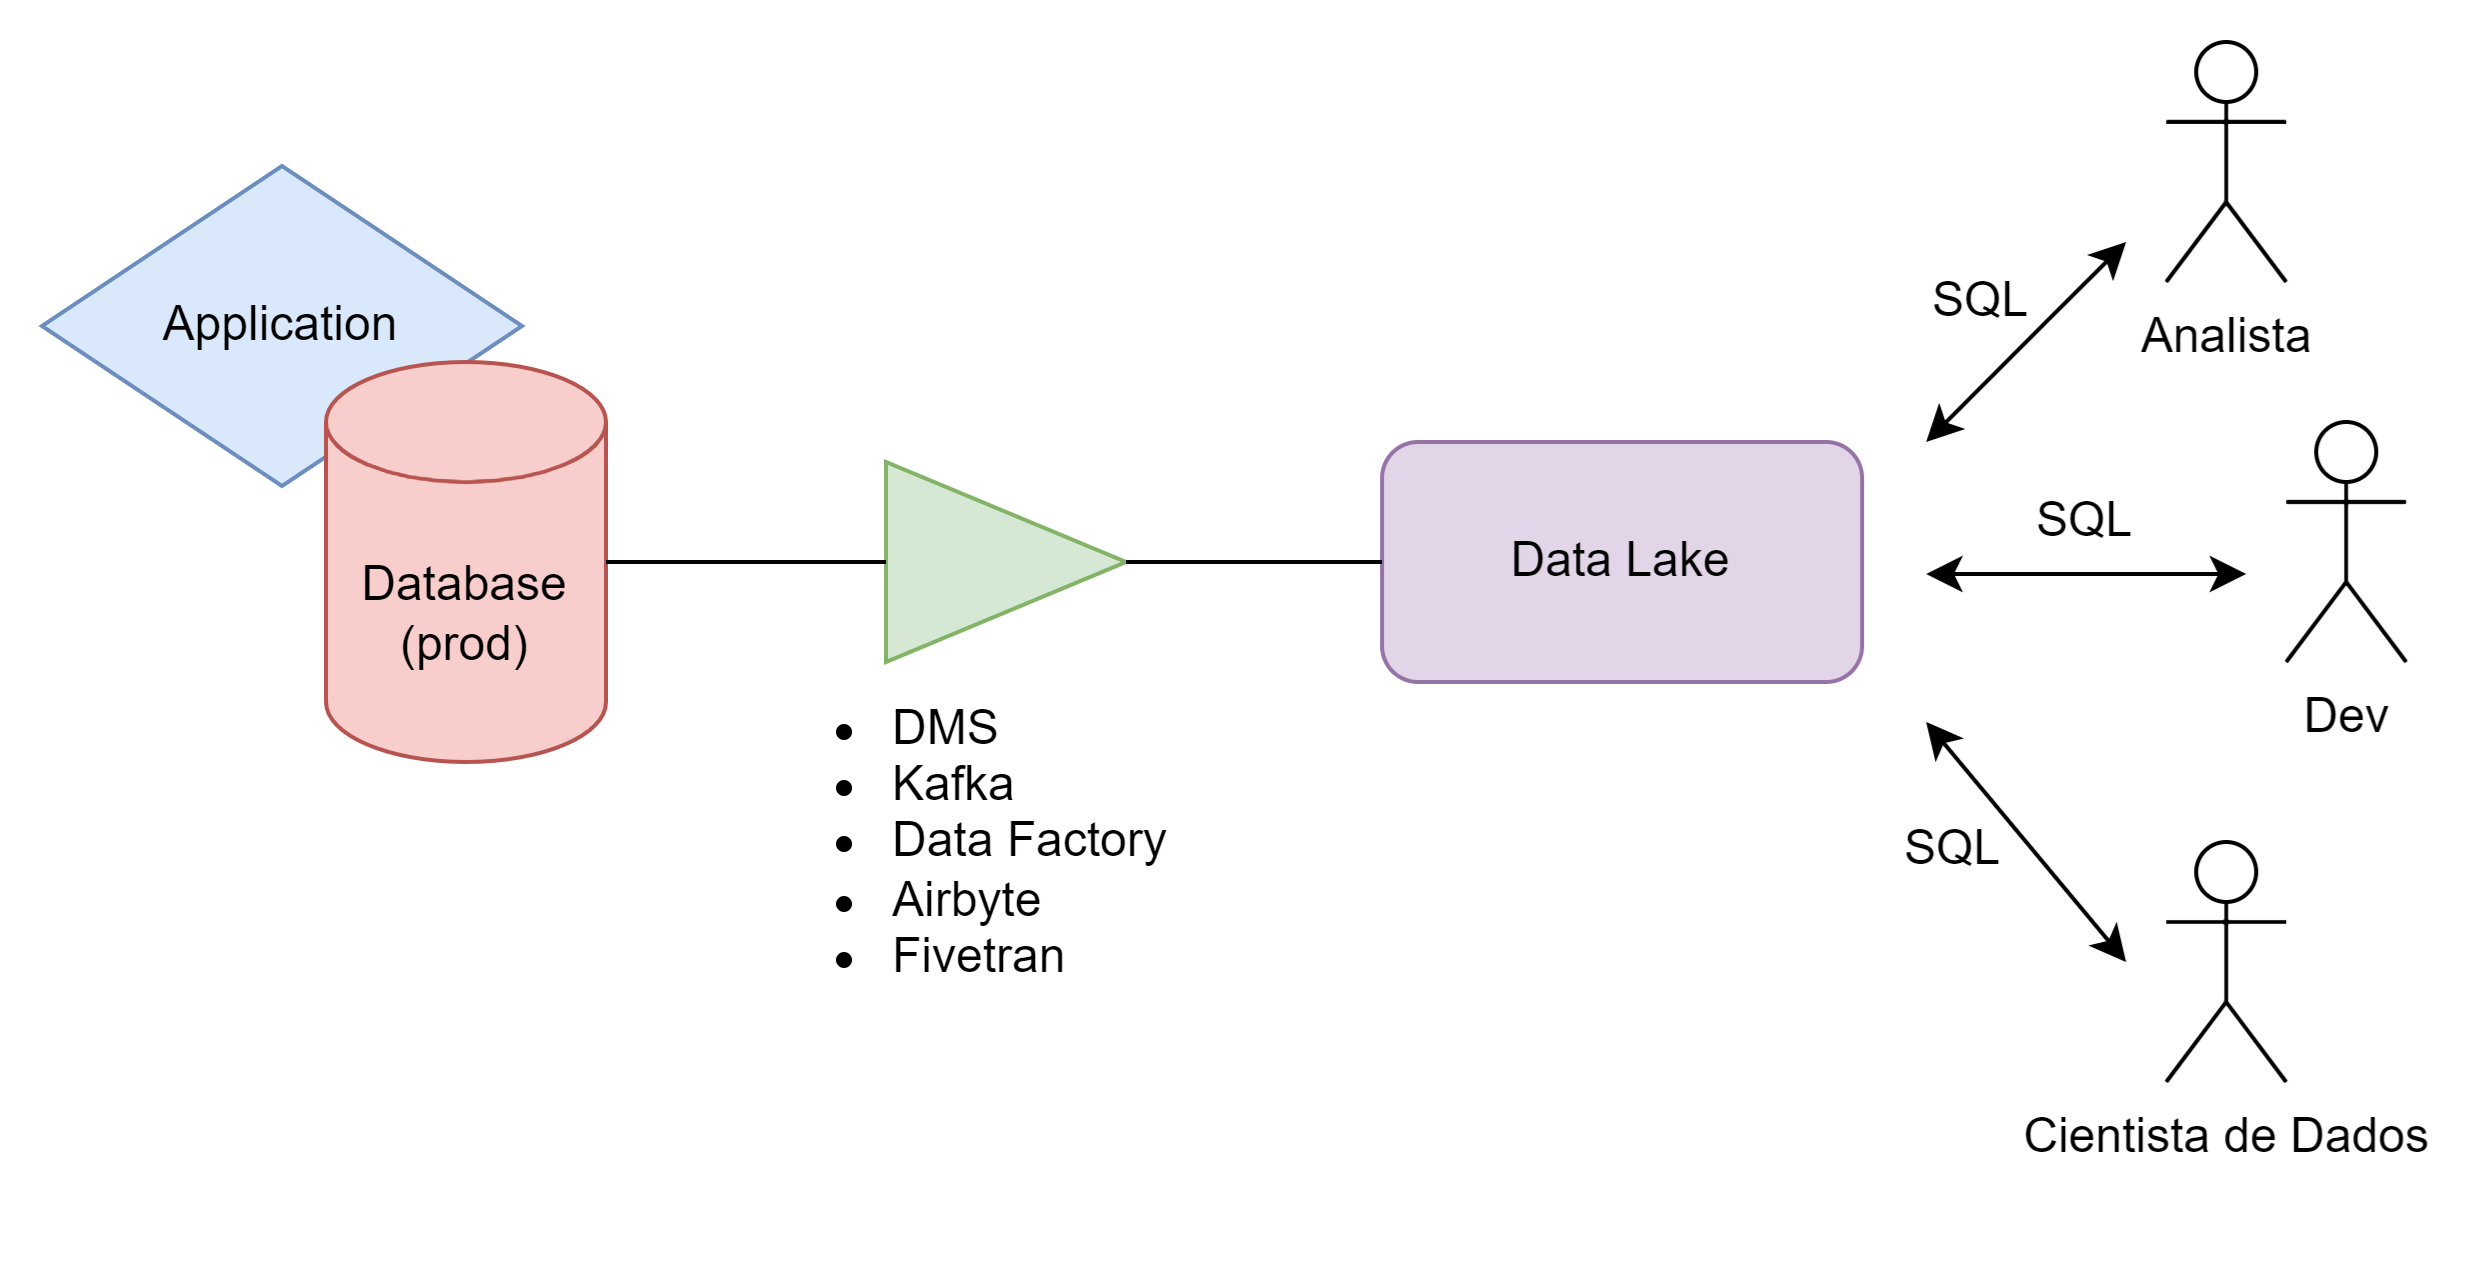 Application
Database
(prod)
DMS
Kafka
Data Factory
Airbyte
Fivetran
Data Lake
SQL
Analista
SQL
Dev
SQL
Cientista de Dados